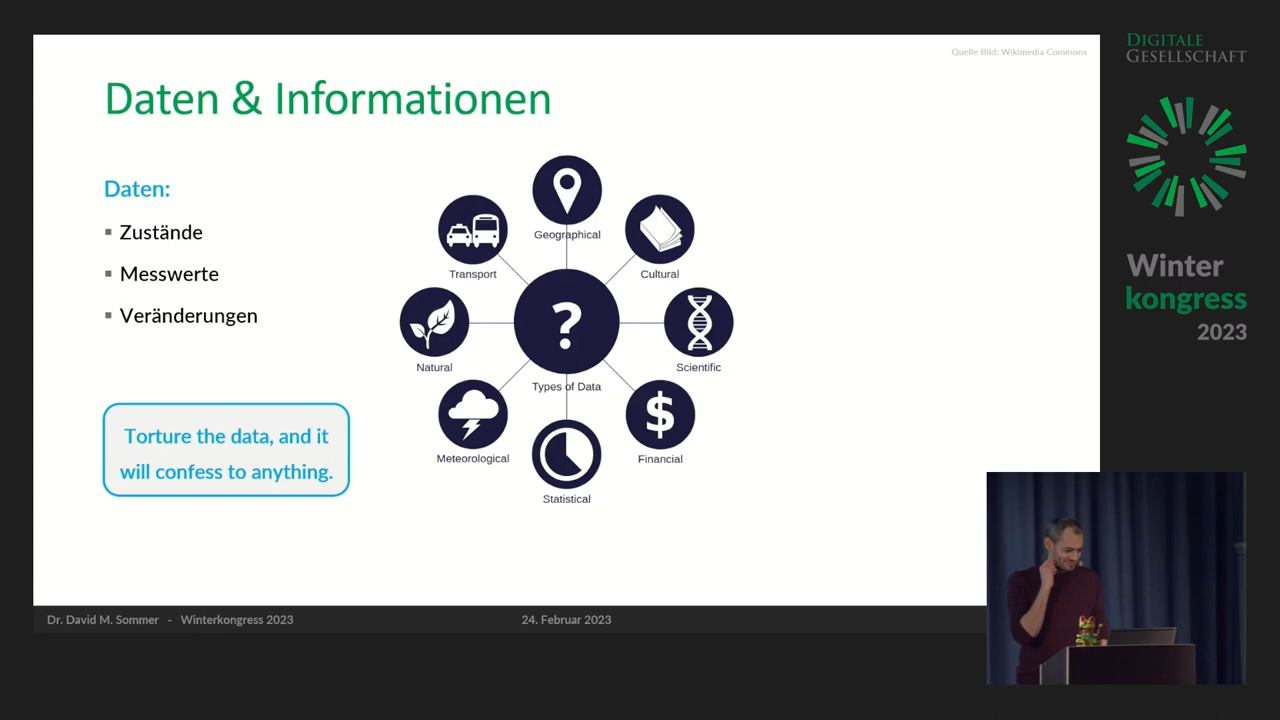 Quelle Bild: Wikimedia Commons
Daten & Informationen
Daten:
▪ Zustände
▪ Messwerte
▪ Veränderungen
Torture the data, and it
will confess to anything.
Geographical
Transport
Cultural
Natural
Scientific
Types of Data
Meteorological
Financial
Statistical
Dr. David M. Sommer - Winterkongress 2023
24. Februar 2023
DIGITALE
GESELLSCHAFT
Winter
kongress
2023